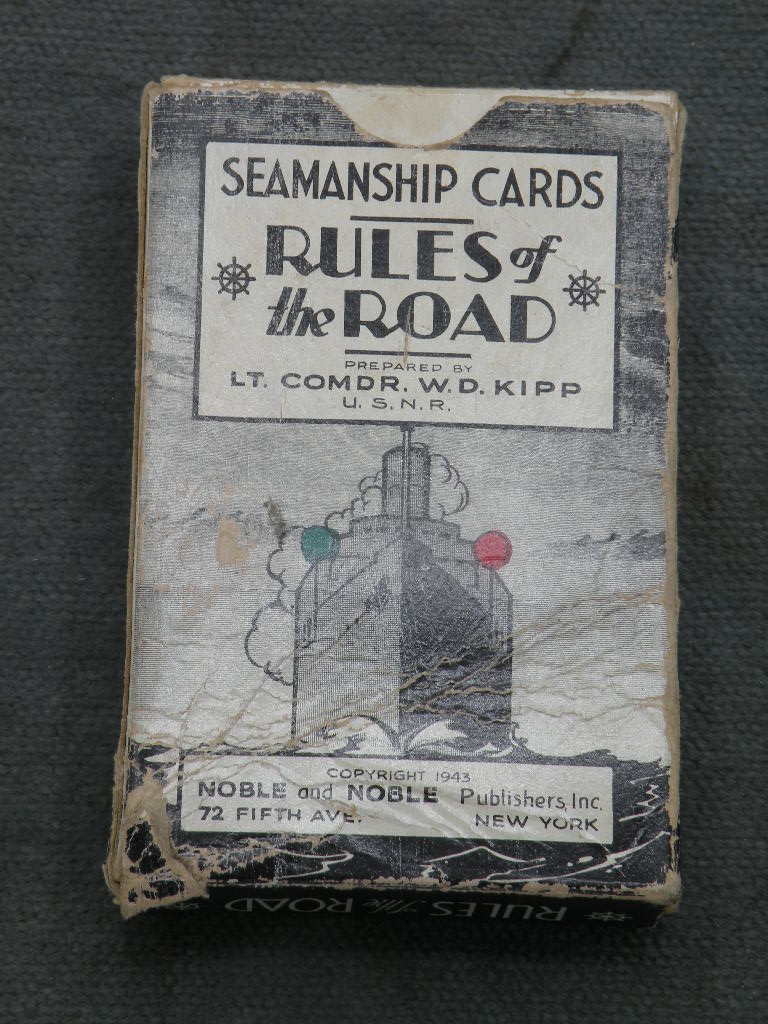 SEAMANSHIP CARDS
RULES of
the ROAD
PREPARED BY
LT. COMDR. W. D. KIPP
U. S. N. R.
COPYRIGHT 1943
NOBLE and NOBLE Publishers, Inc.
72 FIFTH AVE. NEW YORK
RULES of the ROAD